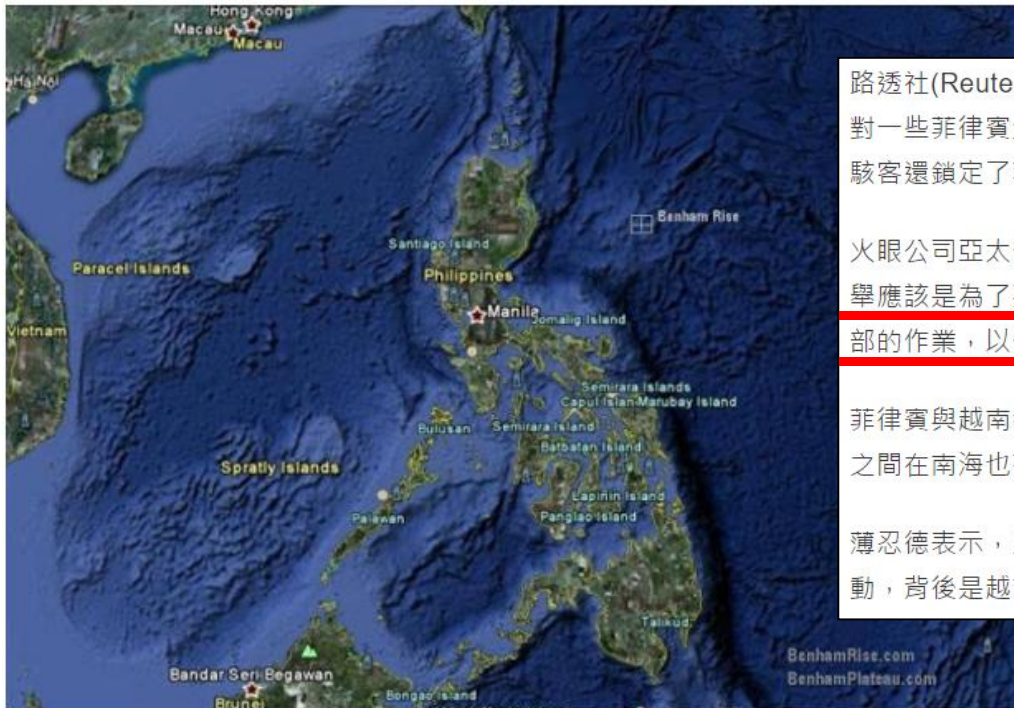 Hong Kong
Macau
Macau
Ha Noi
Benham Rise
Santiago Island
Paracel Islands
Philippines
Manila
Jomalig Island
Vietnam
Semirara Islands
Capul Islan Marubay Island
Bulusan
Semirara Island
Batbatan Island
Spratly Islands
Lapinin Island
Palawan
Panglao Island
Talikud
BenhamRise.com
BenhamPlateau.com
Bandar Seri Begawan
Bongao Island
Brunei
路透社(Reute
對一些菲律賓
駭客還鎖定了
火眼公司亞太
舉應該是為了
部的作業，以
菲律賓與越南
之間在南海也
薄忍德表示，
動，背後是越